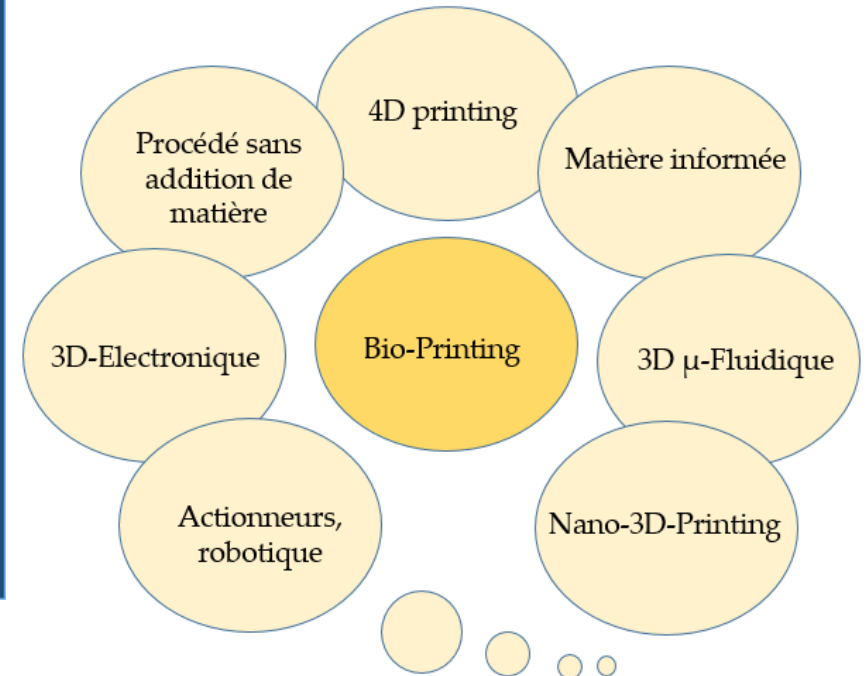 4D printing
Procédé sans
addition de
matière
Matière informée
3D-Electronique
Bio-Printing
3D µ-Fluidique
Actionneurs,
robotique
Nano-3D-Printing